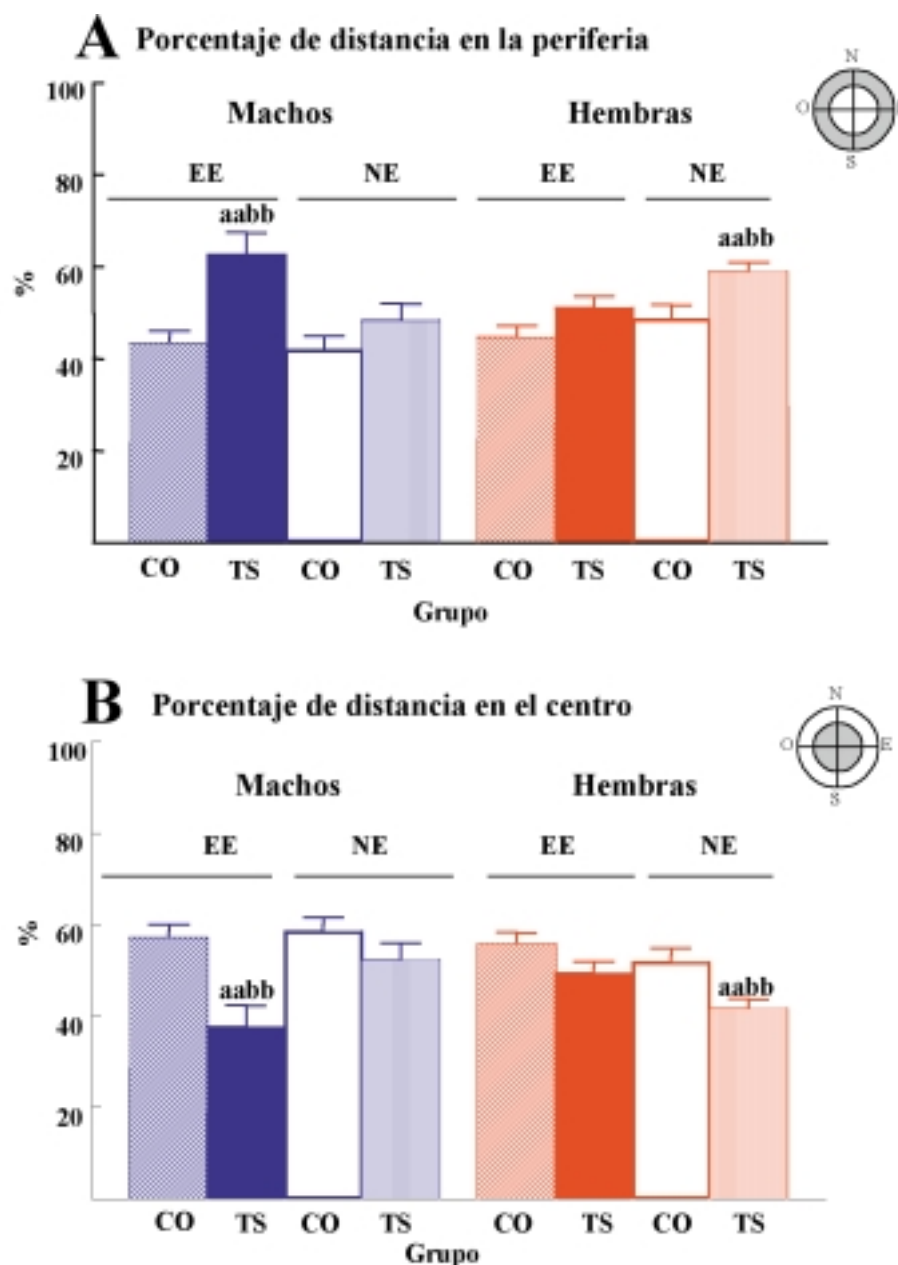 A Porcentaje de distancia en la periferia
N
O
S
100
80
60
40
20
%
Machos
Hembras
EE
NE
EE
NE
aabb
aabb
CO
TS
CO
TS
CO
TS
CO
TS
Grupo
B Porcentaje de distancia en el centro
N
O
E
S
100
80
60
40
20
%
Machos
Hembras
EE
NE
EE
NE
aabb
aabb
CO
TS
CO
TS
CO
TS
CO
TS
Grupo